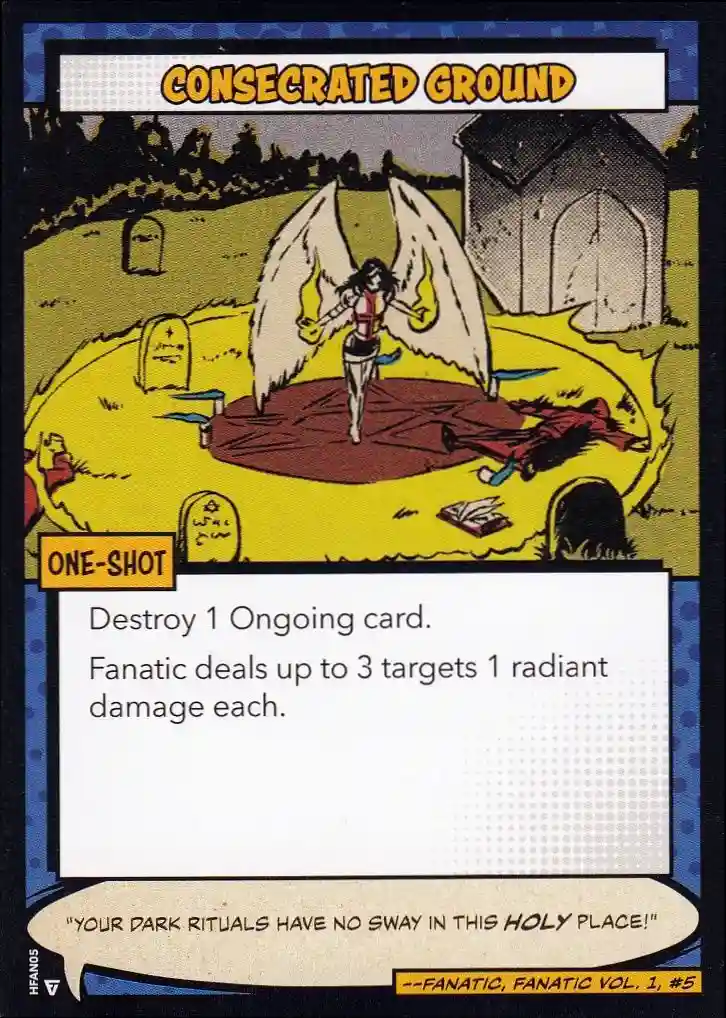 CONSECRATED GROUND
ONE-SHOT
Destroy 1 Ongoing card.
Fanatic deals up to 3 targets 1 radiant
damage each.
"YOUR DARK RITUALS HAVE NO SWAY IN THIS HOLY PLACE!"
--FANATIC, FANATIC VOL. 1, #5
HFAN05